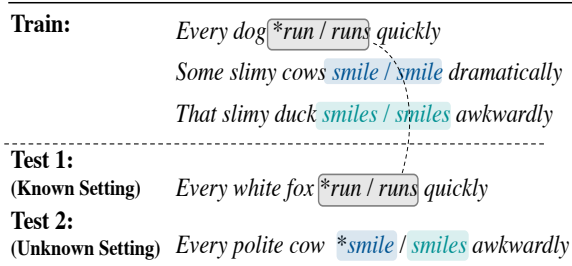 Train: Every dog *run / runs quickly
Some slimy cows smile / smile dramatically
That slimy duck smiles / smiles awkwardly
Test 1:
(Known Setting) Every white fox *run / runs quickly
Test 2:
(Unknown Setting) Every polite cow *smile / smiles awkwardly